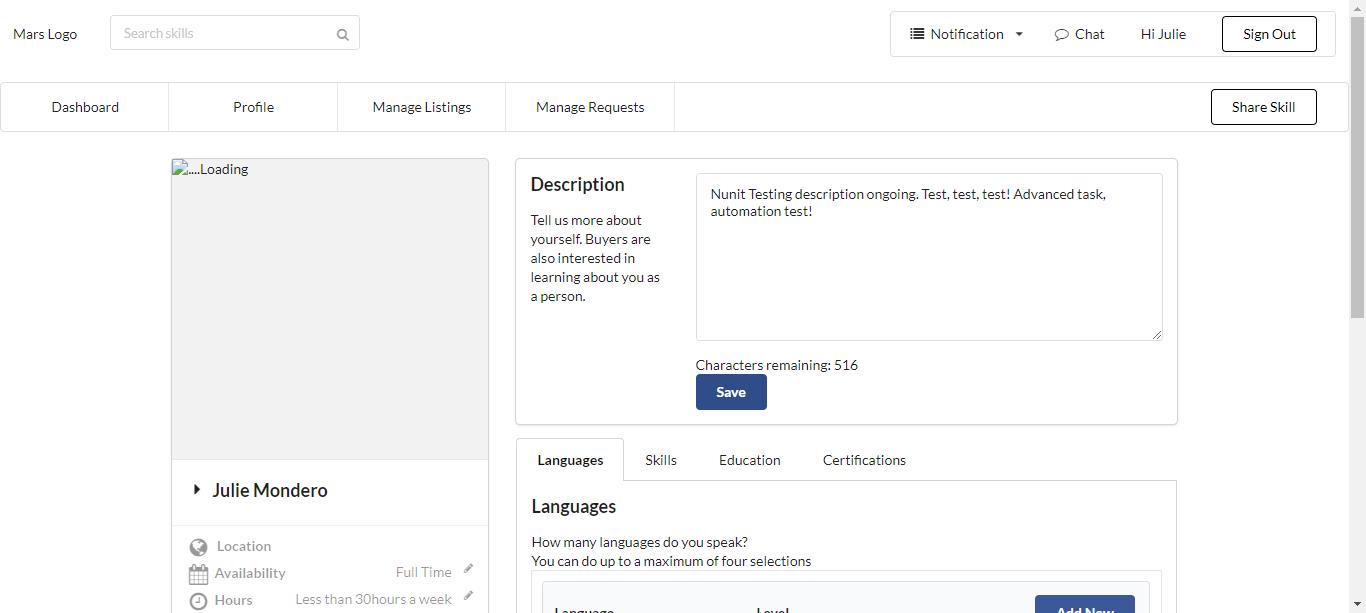 Mars Logo
Search skills
Notification
Chat
Hi Julie
Sign Out
Dashboard
Profile
Manage Listings
Manage Requests
Share Skill
....Loading
Julie Mondero
Location
Availability
Full Time
Hours
Less than 30hours a week
Description
Tell us more about
yourself. Buyers are
also interested in
learning about you as
a person.
Nunit Testing description ongoing. Test, test, test! Advanced task,
automation test!
Characters remaining: 516
Save
Languages
Skills
Education
Certifications
Languages
How many languages do you speak?
You can do up to a maximum of four selections
Language
Level
Add New